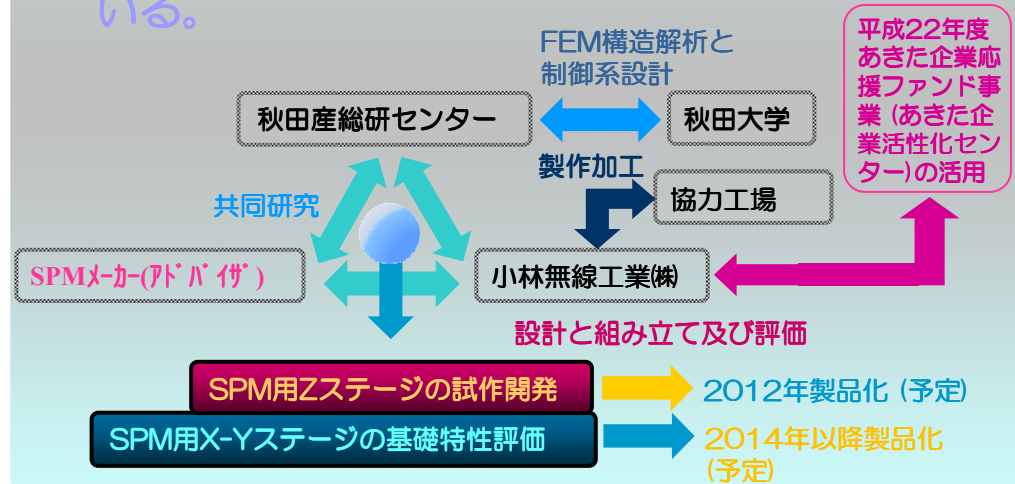 いる。
FEM構造解析と
制御系設計
平成22年度
あきた企業応
援ファンド事
業 (あきた企
業活性化セン
ター)の活用
秋田産総研センター
秋田大学
製作加工
協力工場
共同研究
SPMﾒｰｶｰ(ｱﾄﾞﾊﾞｲｻﾞ)
小林無線工業㈱
設計と組み立て及び評価
SPM用Zステージの試作開発
2012年製品化 (予定)
SPM用X-Yステージの基礎特性評価
2014年以降製品化
(予定)